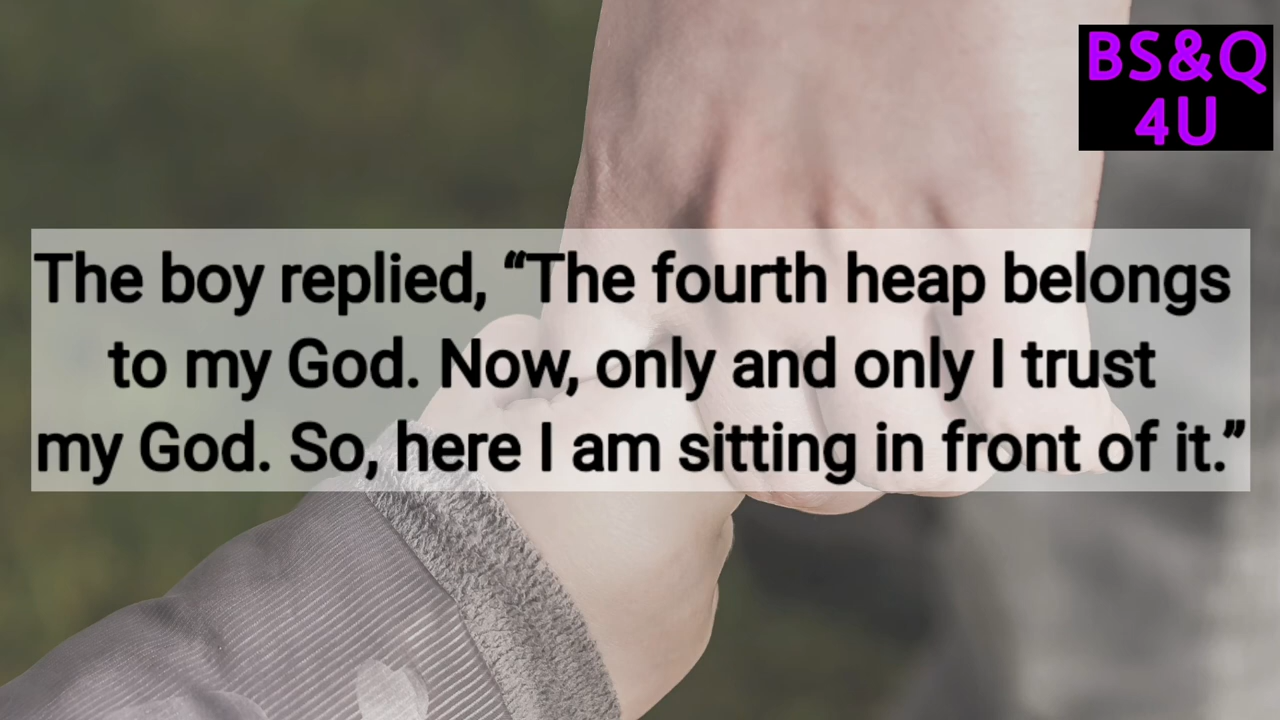 BS&Q
4U
The boy replied, “The fourth heap belongs
to my God. Now, only and only I trust
my God. So, here I am sitting in front of it.”